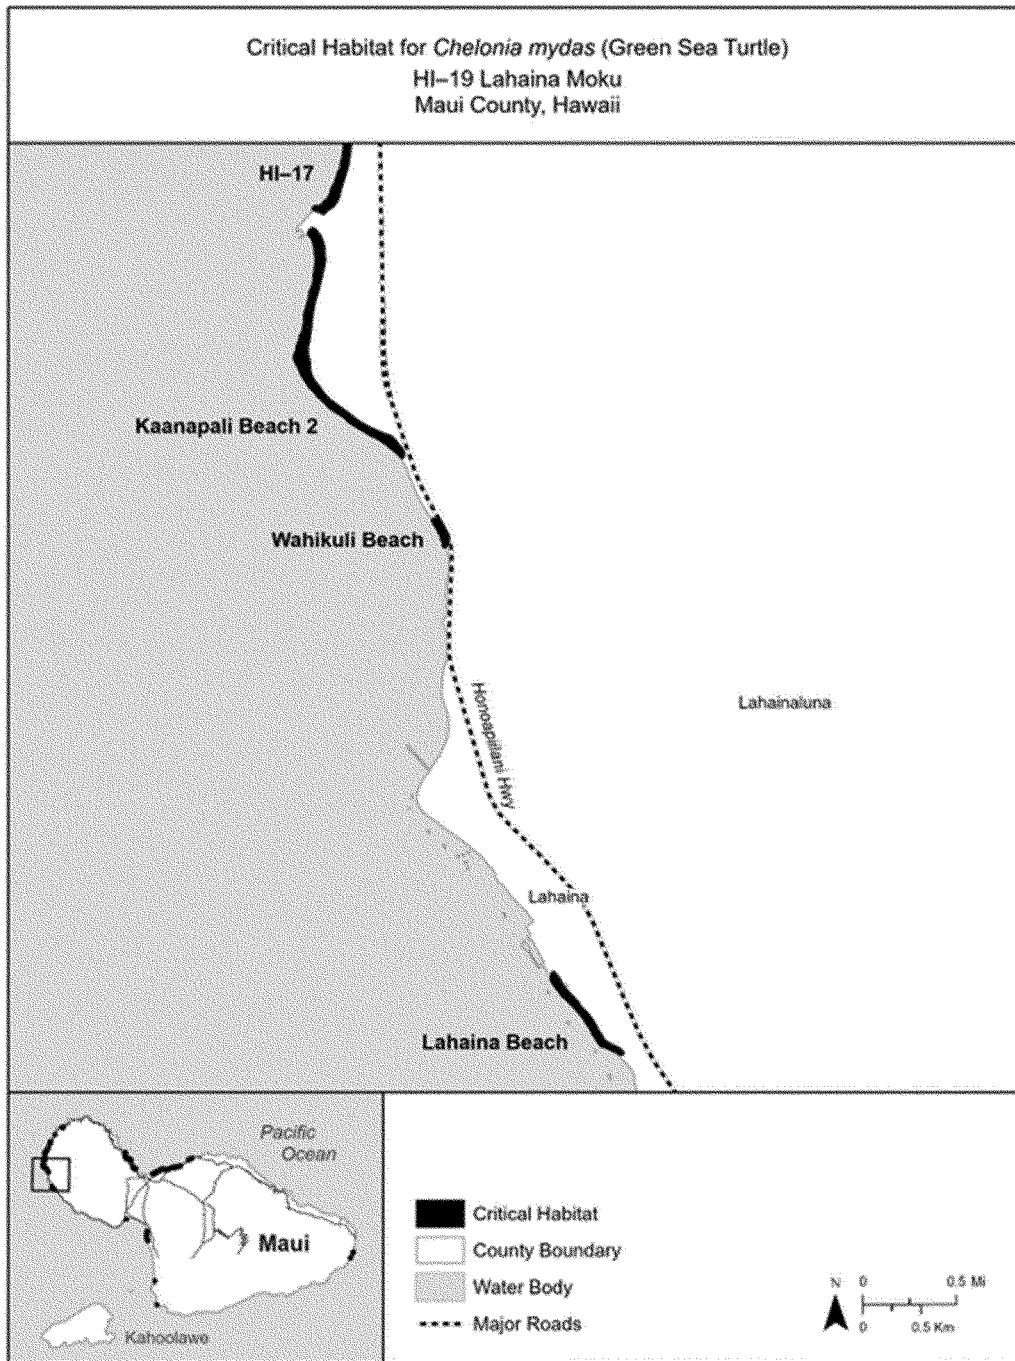 Critical Habitat for Chelonia mydas (Green Sea Turtle)
HI–19 Lahaina Moku
Maui County, Hawaii
HI–17
Kaanapali Beach 2
Wahikuli Beach
Lahainaluna
Honoapiilani Hwy
Lahaina
Lahaina Beach
Pacific
Ocean
Maui
Kahoolawe
Critical Habitat
County Boundary
Water Body
Major Roads
N
0 0.5 Mi
0 0.5 Km